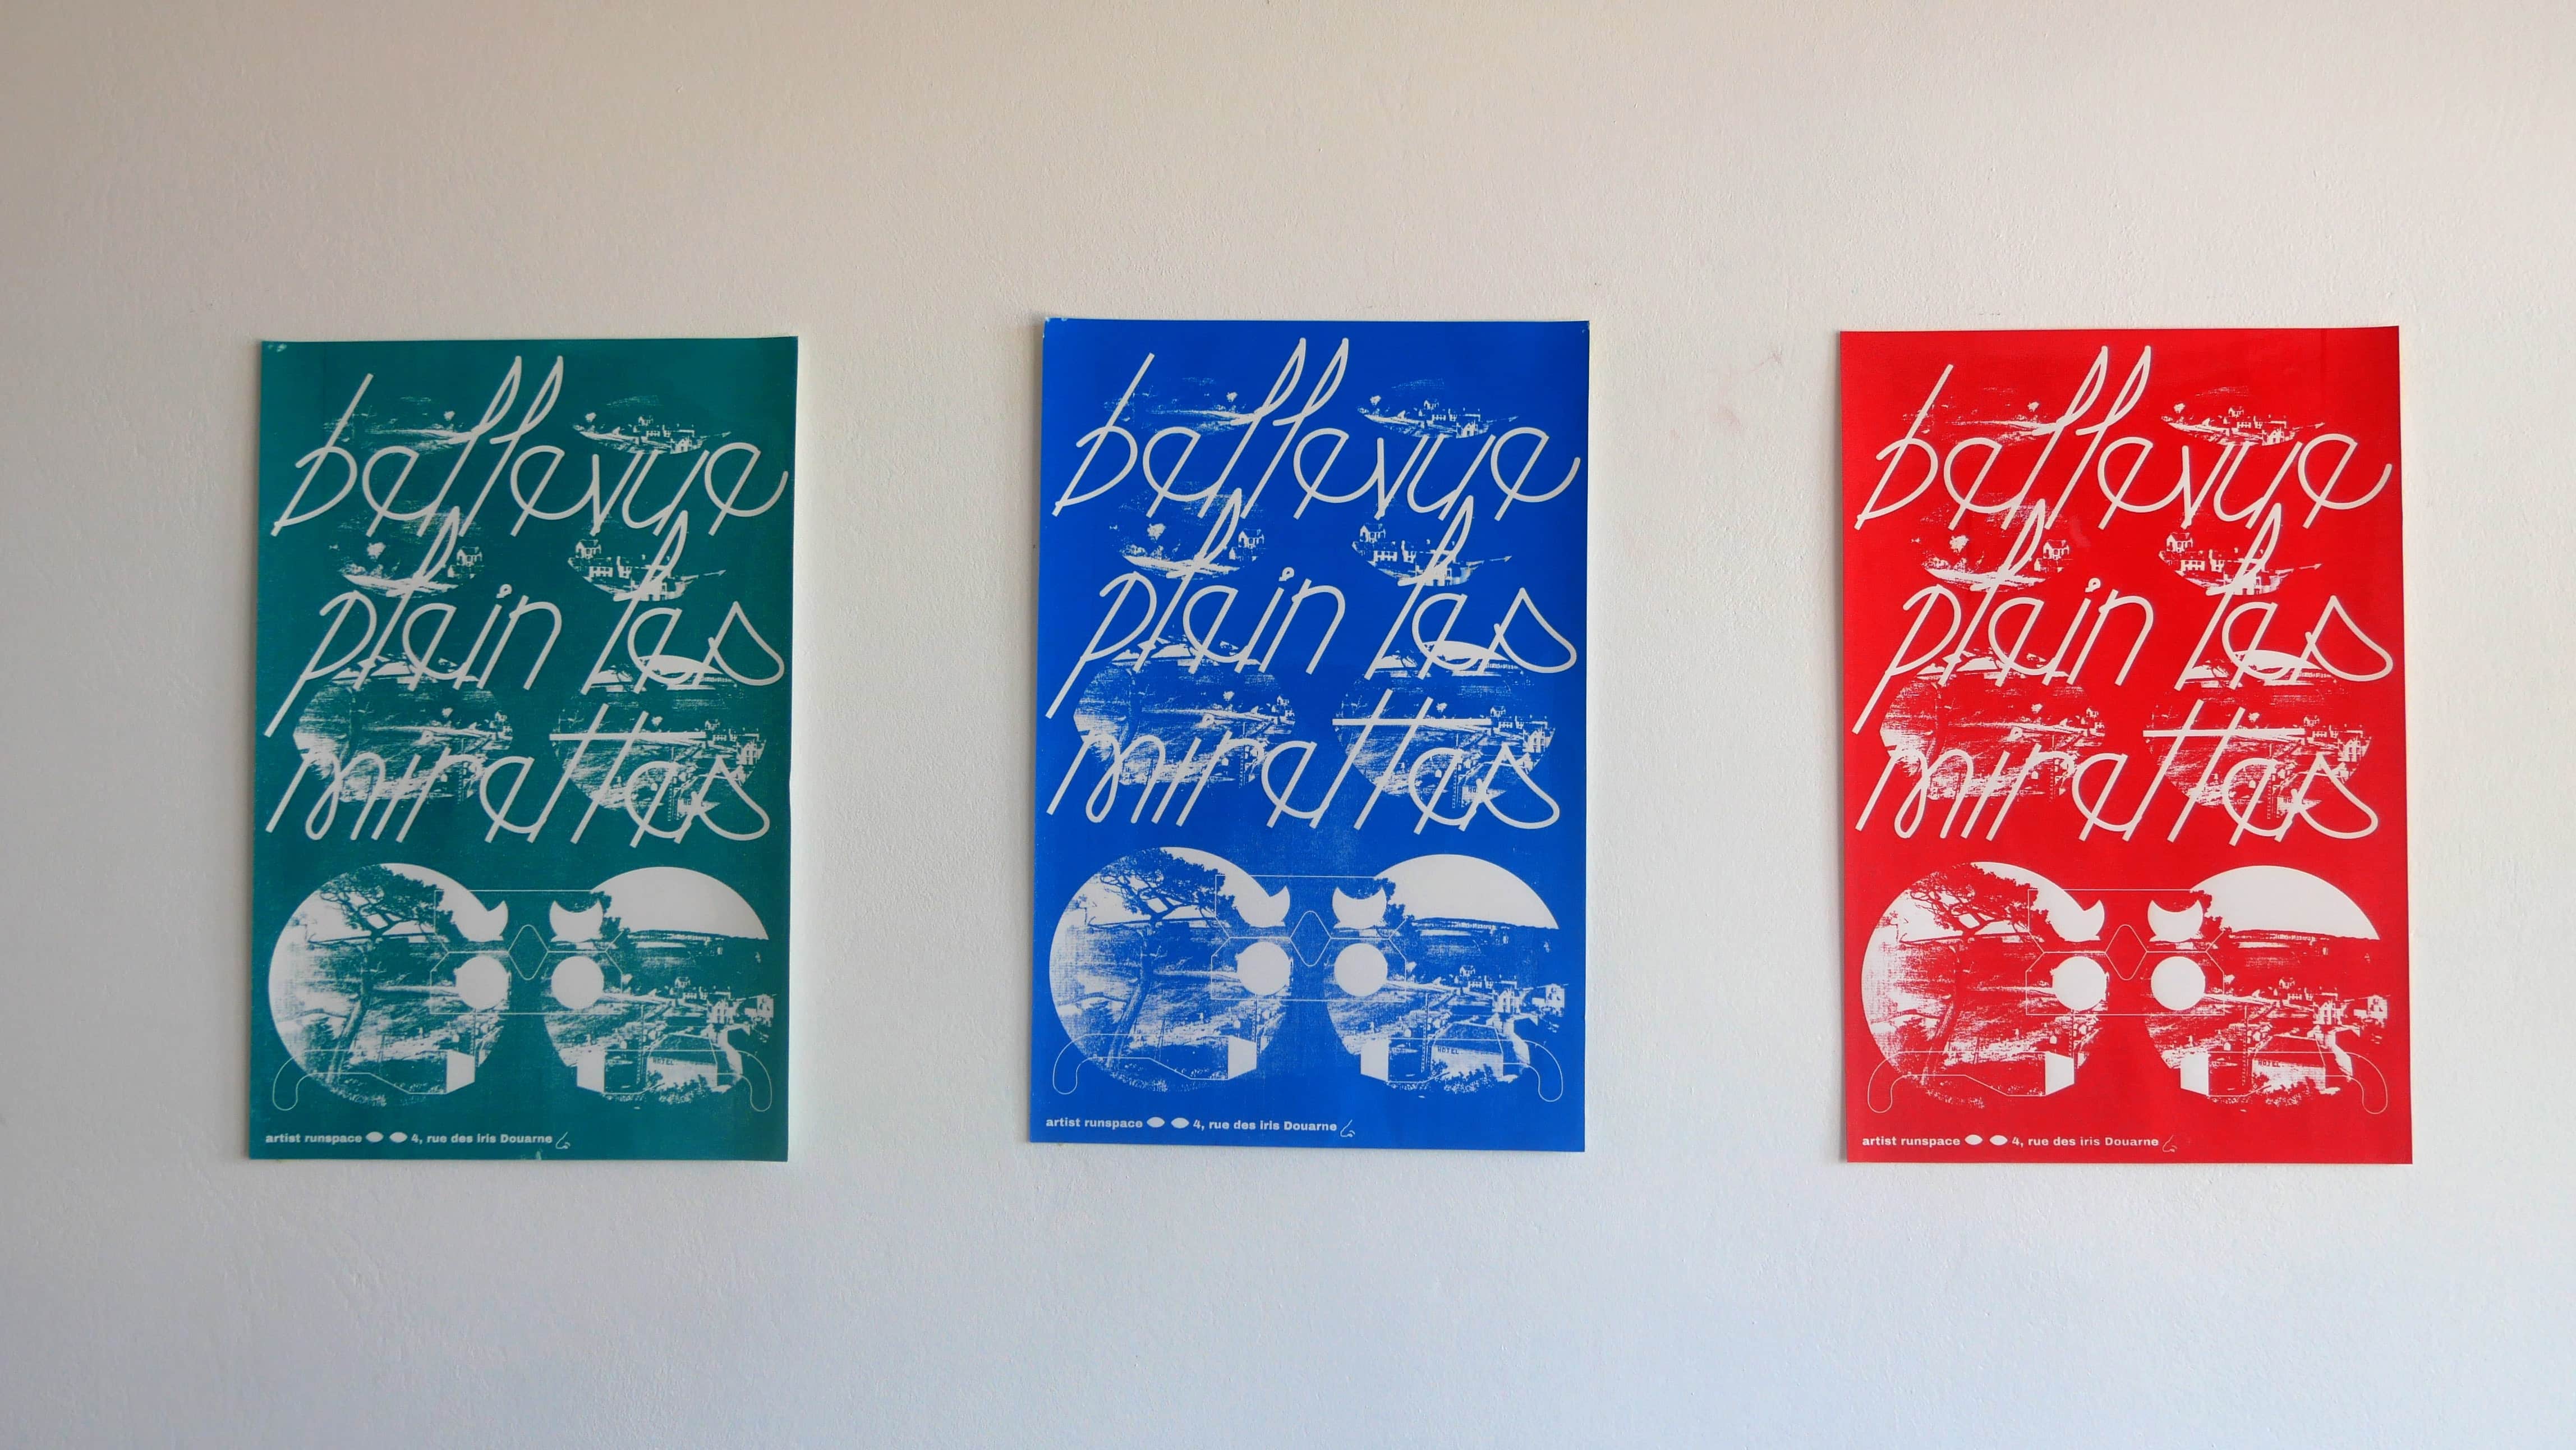 bellevue
plein les
mirettes
artist runspace 4, rue des iris Douarne
bellevue
plein les
mirettes
artist runspace 4, rue des iris Douarne
bellevue
plein les
mirettes
HOTEL
artist runspace 4, rue des iris Douarne